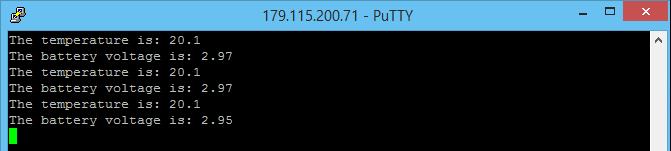 179.115.200.71 - PuTTY
The temperature is: 20.1
The battery voltage is: 2.97
The temperature is: 20.1
The battery voltage is: 2.97
The temperature is: 20.1
The battery voltage is: 2.95